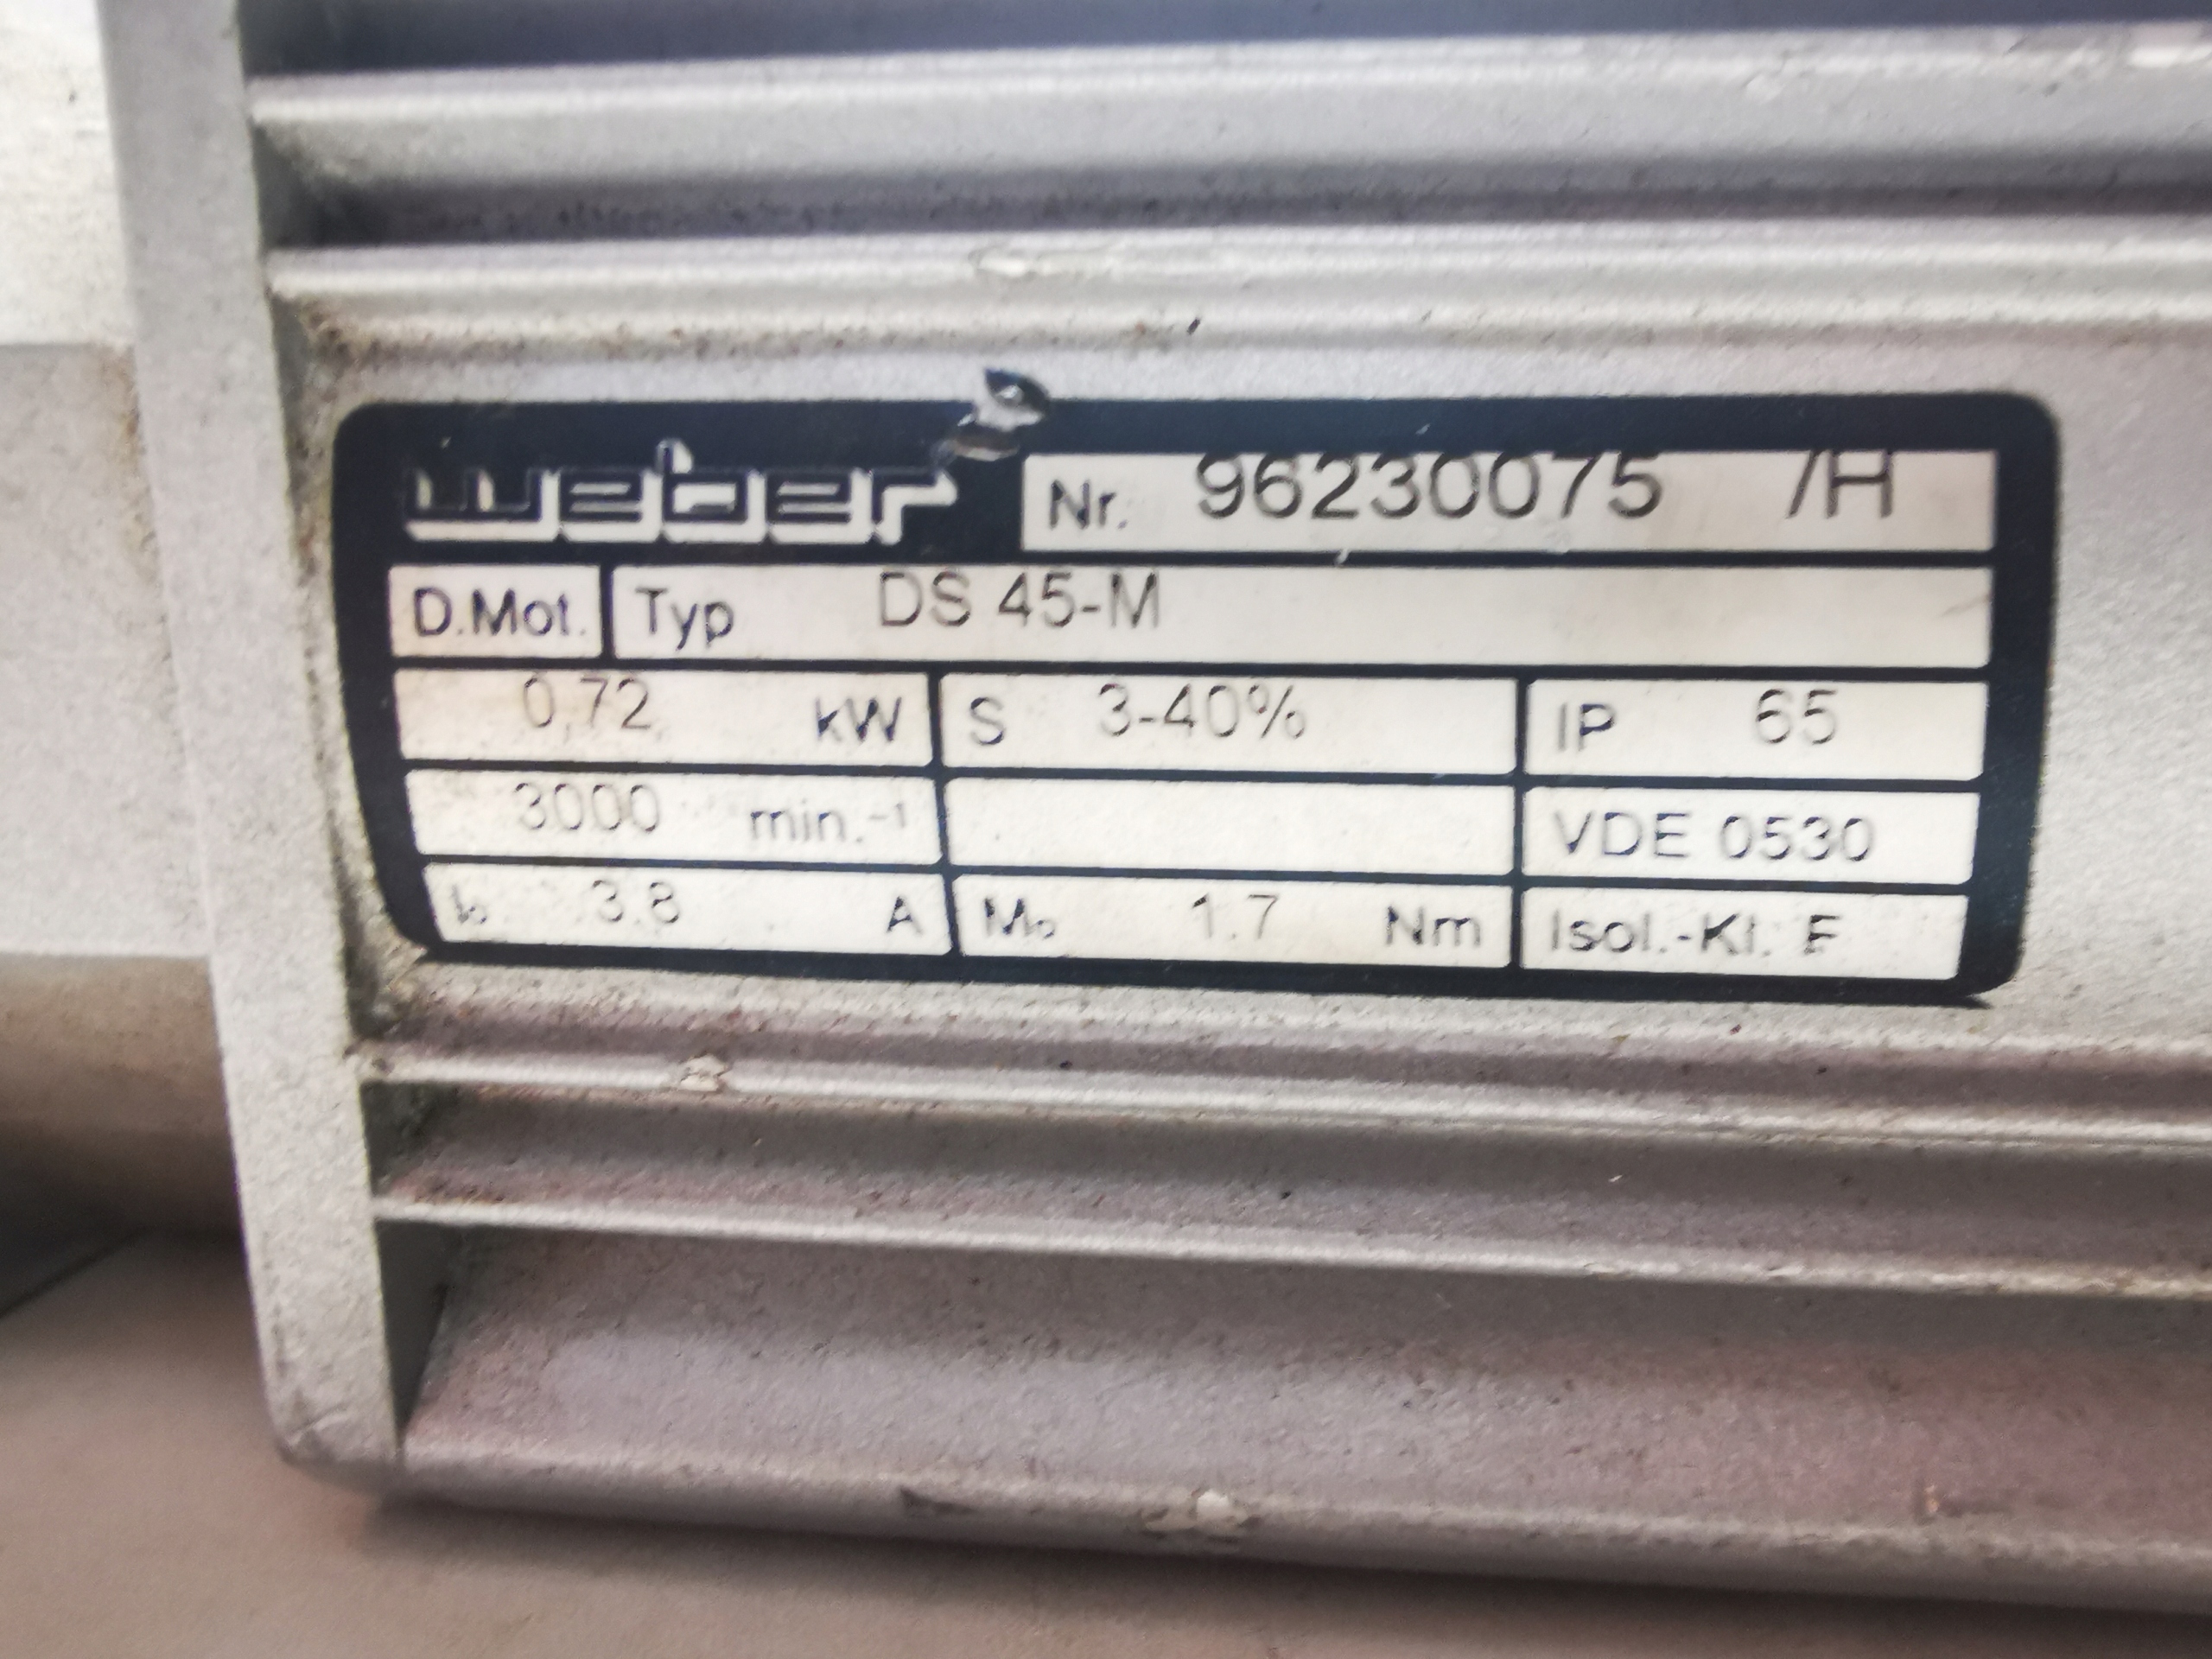 weber Nr. 96230075 /H
D.Mot. Typ DS 45-M
0,72 kW S 3-40% IP 65
3000 min.-1 VDE 0530
I₀ 3.8 A M₀ 1.7 Nm Isol.-Kl. F